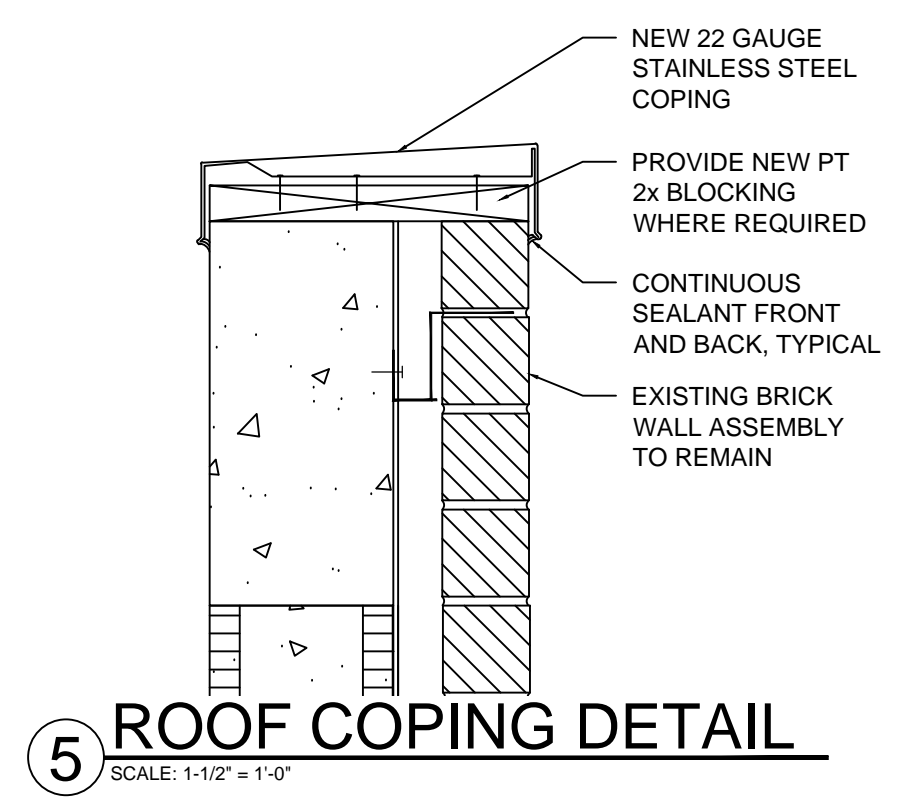 NEW 22 GAUGE
STAINLESS STEEL
COPING
PROVIDE NEW PT
2x BLOCKING
WHERE REQUIRED
CONTINUOUS
SEALANT FRONT
AND BACK, TYPICAL
EXISTING BRICK
WALL ASSEMBLY
TO REMAIN
5 ROOF COPING DETAIL
SCALE: 1-1/2" = 1'-0"